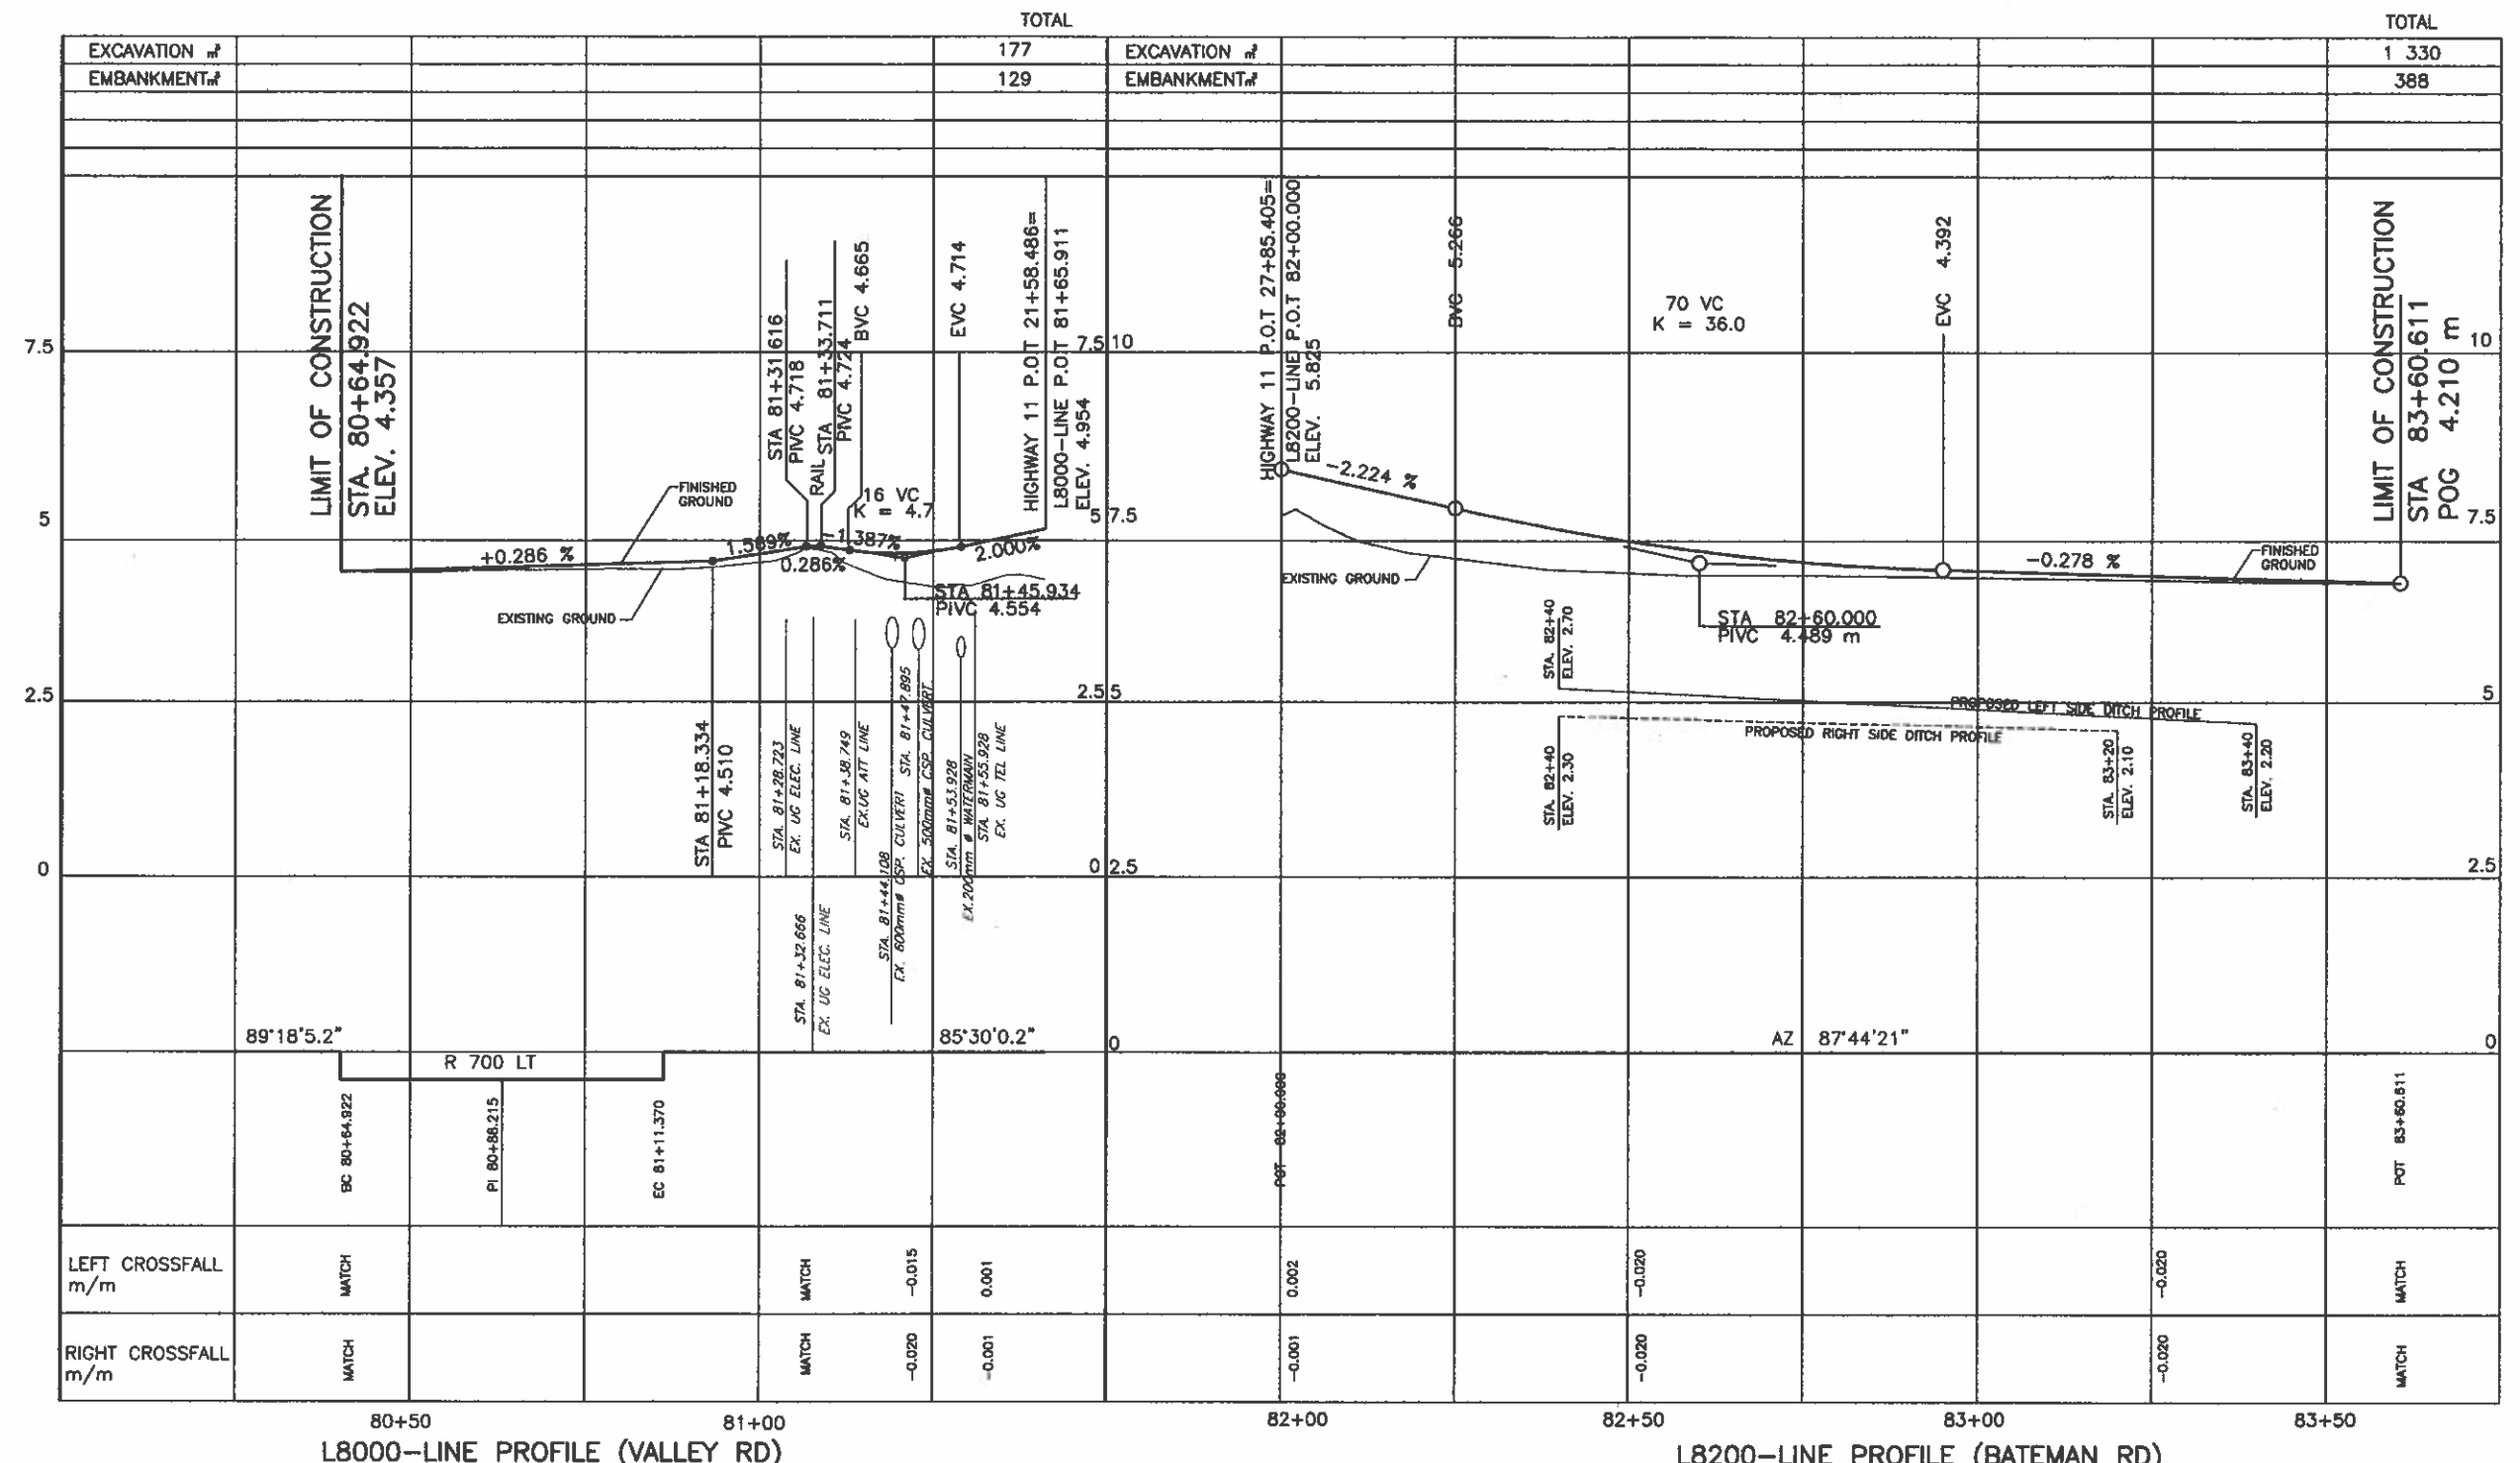 TOTAL
TOTAL
EXCAVATION m³
177
EXCAVATION m³
1 330
EMBANKMENT m³
129
EMBANKMENT m³
388
LIMIT OF CONSTRUCTION
STA. 80+64.922
ELEV. 4.357
STA 81+31.616
PIVC 4.718
RAIL STA 81+33.711
PIVC 4.724
BVC 4.665
EVC 4.714
HIGHWAY 11 P.O.T 21+58.486=
L8000-LINE P.O.T 81+65.911
ELEV. 4.954
HIGHWAY 11 P.O.T 27+85.405=
L8200-LINE P.O.T 82+00.000
ELEV. 5.825
BVC 5.266
70 VC
K = 36.0
EVC 4.392
LIMIT OF CONSTRUCTION
STA 83+60.611
POG 4.210 m
7.5
7.5
10
10
5
5
7.5
7.5
2.5
2.5
5
5
0
0
2.5
2.5
0
0
FINISHED
GROUND
16 VC
K = 4.7
+0.286 %
1.589%
-1.387%
0.286%
2.000%
EXISTING GROUND
STA 81+45.934
PIVC 4.554
-2.224 %
EXISTING GROUND
-0.278 %
FINISHED
GROUND
STA 82+60.000
PIVC 4.489 m
STA. 82+40
ELEV. 2.70
PROPOSED LEFT SIDE DITCH PROFILE
PROPOSED RIGHT SIDE DITCH PROFILE
STA. 82+40
ELEV. 2.30
STA. 83+20
ELEV. 2.10
STA. 83+40
ELEV. 2.20
STA 81+18.334
PIVC 4.510
STA. 81+28.723
EX. UG ELEC. LINE
STA. 81+32.666
EX. UG ELEC. LINE
STA. 81+38.749
EX.UG ATT LINE
STA. 81+44.108
EX. 600mmø CSP. CULVERT
STA. 81+47.895
EX. 500mmø CSP. CULVERT
STA. 81+53.928
EX.200mm ø WATERMAIN
STA. 81+55.928
EX. UG TEL LINE
89°18'5.2"
85°30'0.2"
AZ 87°44'21"
R 700 LT
BC 80+64.922
PI 80+88.215
EC 81+11.370
POT 82+00.000
POT 83+60.611
LEFT CROSSFALL
m/m
MATCH
MATCH
-0.015
0.001
0.002
-0.020
-0.020
MATCH
RIGHT CROSSFALL
m/m
MATCH
MATCH
-0.020
-0.001
-0.001
-0.020
-0.020
MATCH
80+50
81+00
82+00
82+50
83+00
83+50
L8000-LINE PROFILE (VALLEY RD)
L8200-LINE PROFILE (BATEMAN RD)